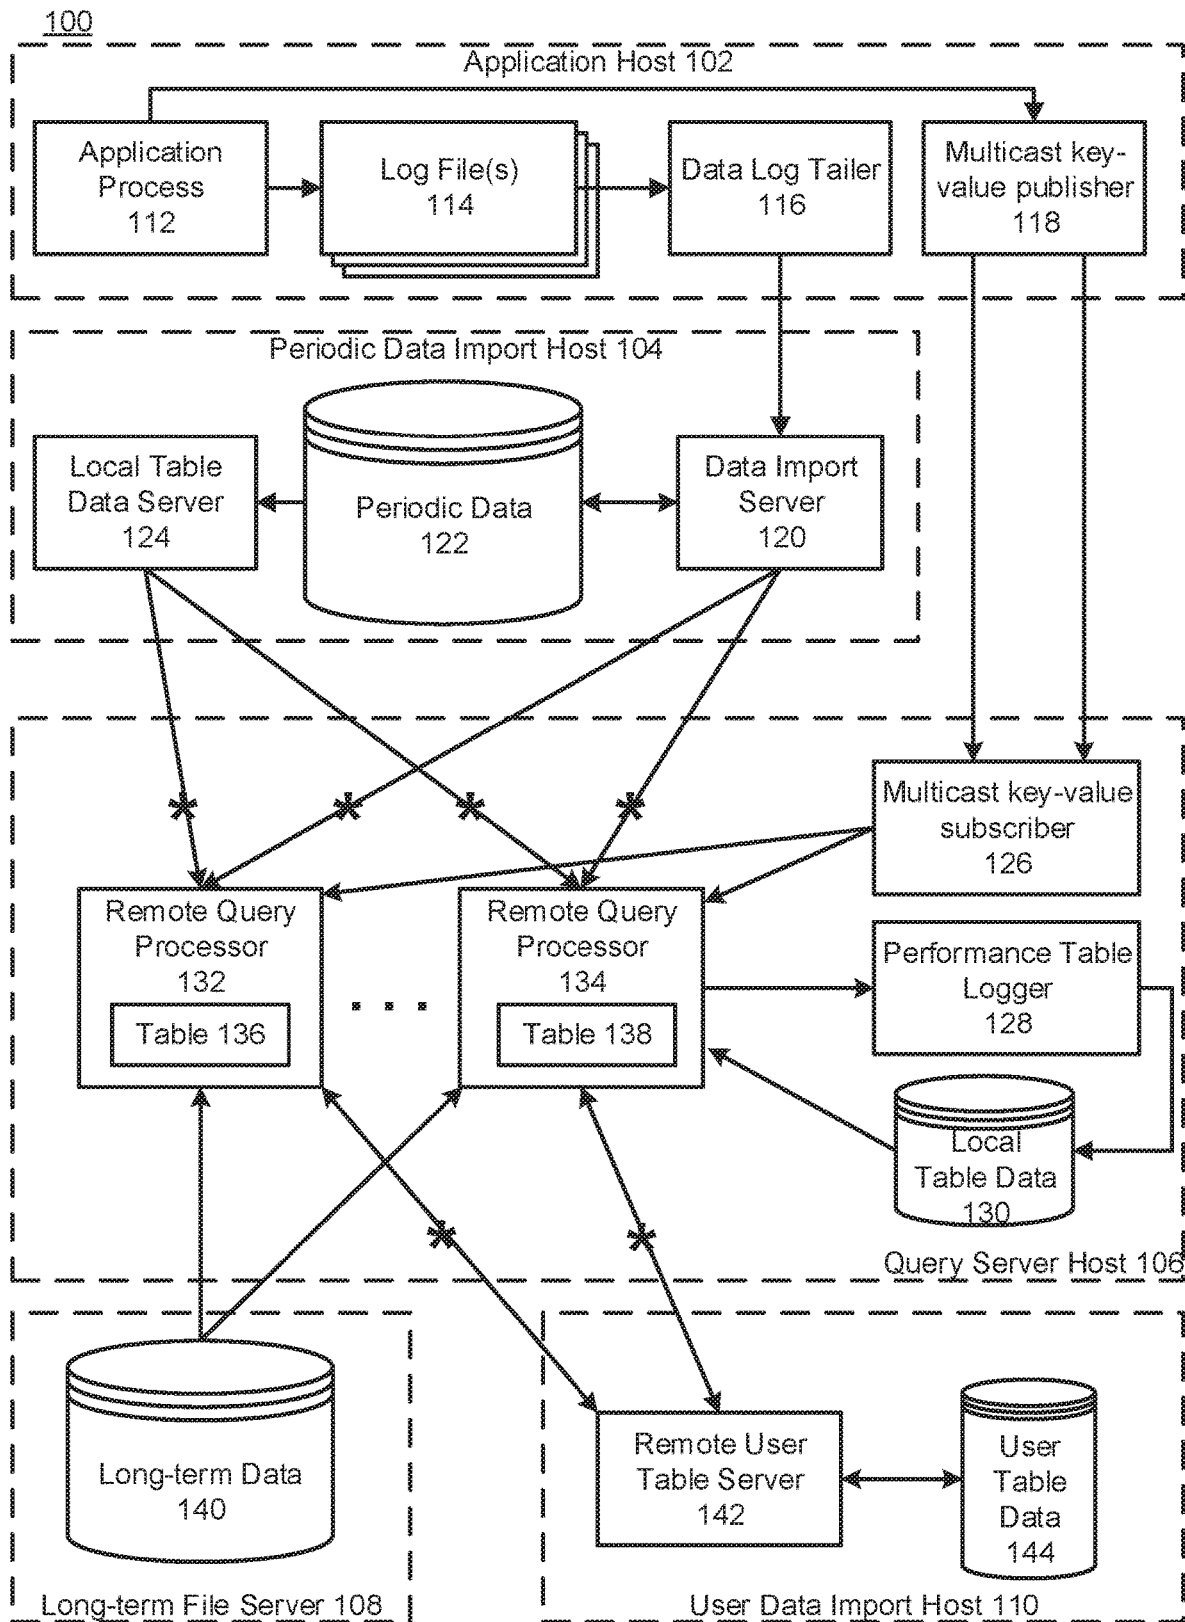 100
Application Host 102
Application
Process
112
Log File(s)
114
Data Log Tailer
116
Multicast key-
value publisher
118
Periodic Data Import Host 104
Local Table
Data Server
124
Periodic Data
122
Data Import
Server
120
Multicast key-value
subscriber
126
Remote Query
Processor
132
Table 136
. . .
Remote Query
Processor
134
Table 138
Performance Table
Logger
128
Local
Table Data
130
Query Server Host 106
Long-term Data
140
Long-term File Server 108
Remote User
Table Server
142
User
Table
Data
144
User Data Import Host 110